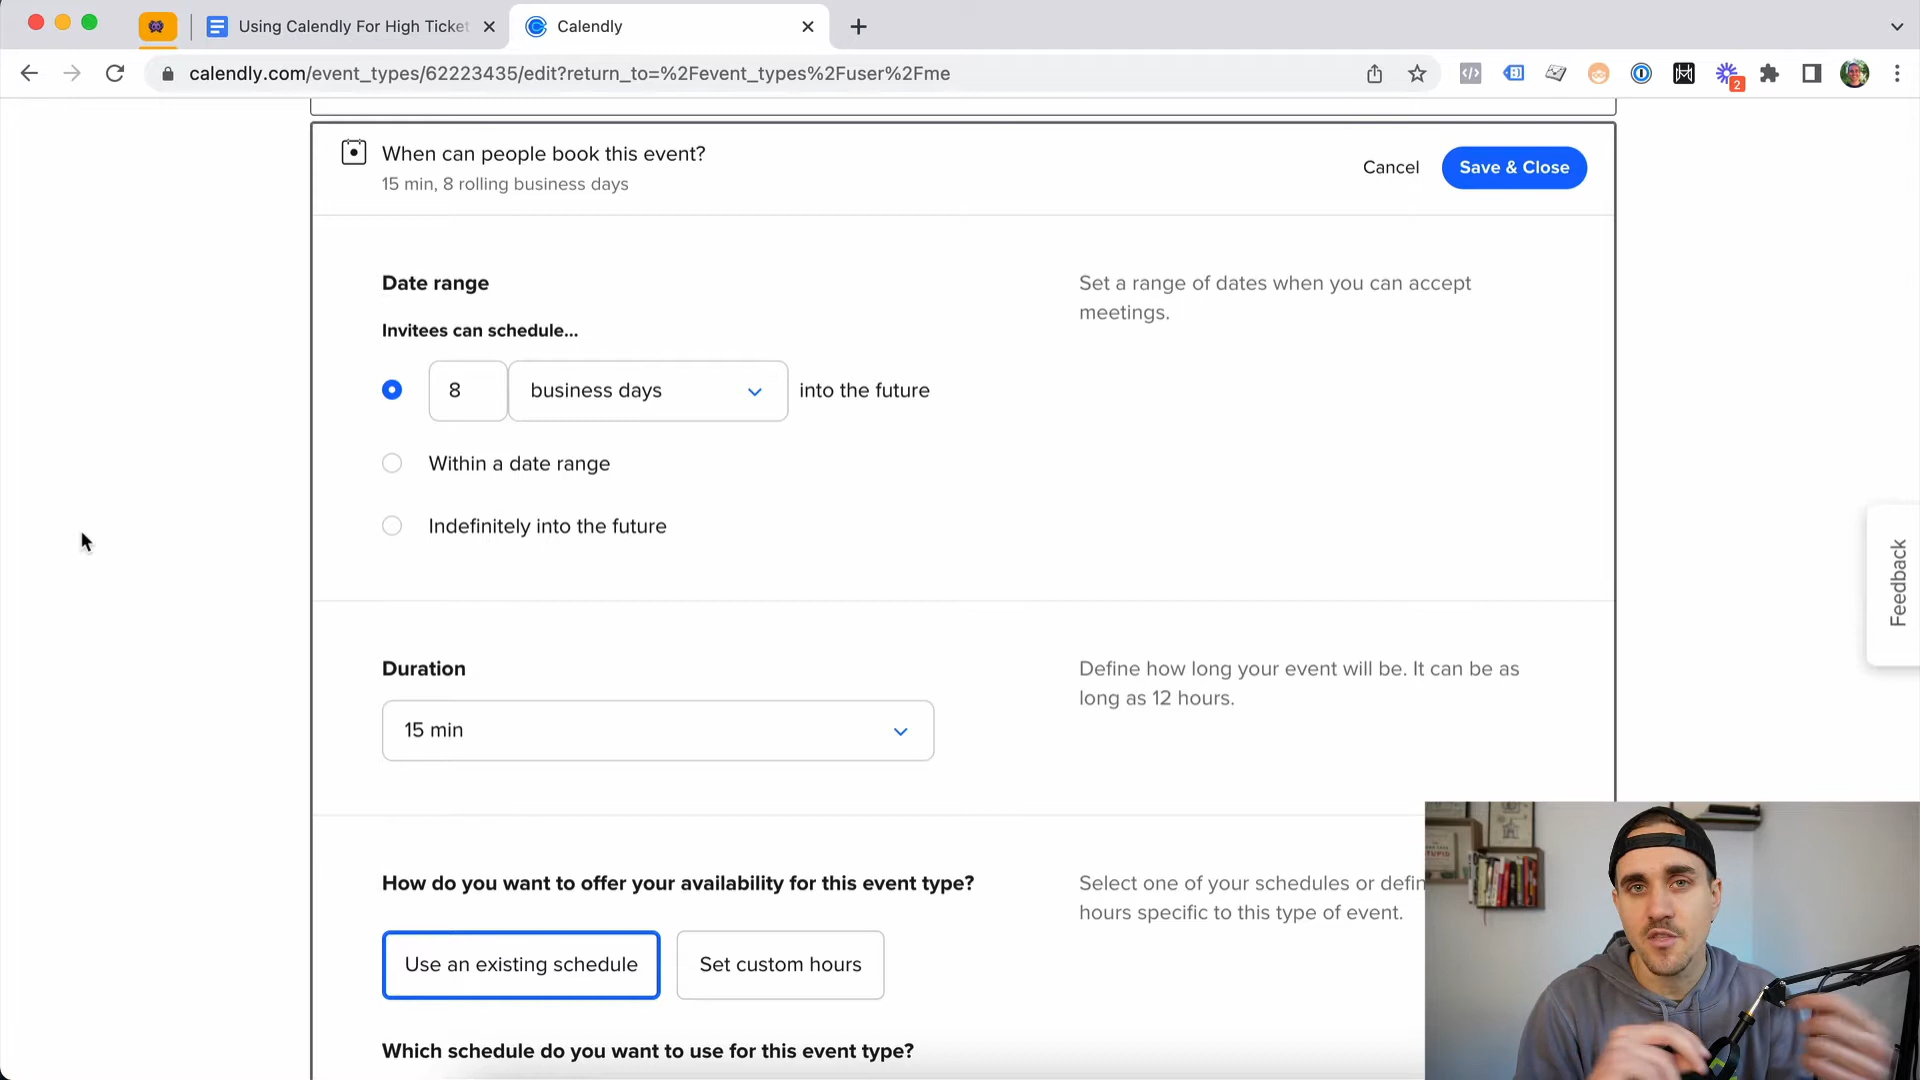 Using Calendly For High Ticket
Calendly
calendly.com/event_types/62223435/edit?return_to=%2Fevent_types%2Fuser%2Fme
2
When can people book this event?
15 min, 8 rolling business days
Cancel
Save & Close
Date range
Set a range of dates when you can accept
meetings.
Invitees can schedule...
8
business days
into the future
Within a date range
Indefinitely into the future
Feedback
Duration
Define how long your event will be. It can be as
long as 12 hours.
15 min
How do you want to offer your availability for this event type?
Select one of your schedules or defin
hours specific to this type of event.
Use an existing schedule
Set custom hours
Which schedule do you want to use for this event type?